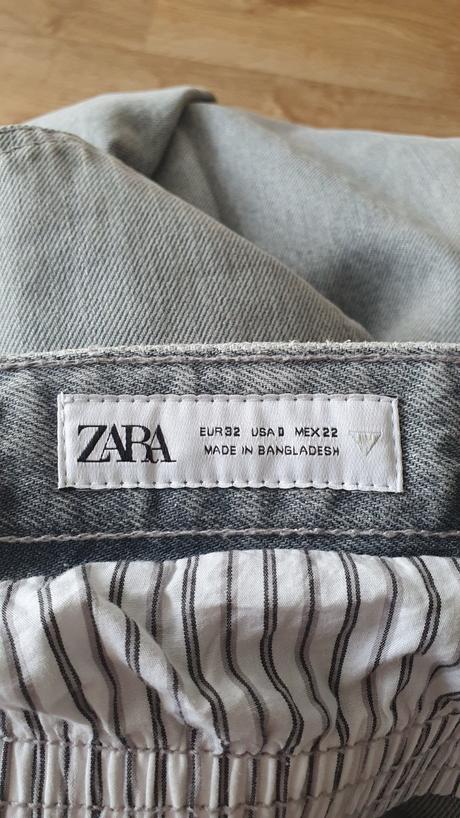 ZARA
EUR 32 USA 0 MEX 22
MADE IN BANGLADESH